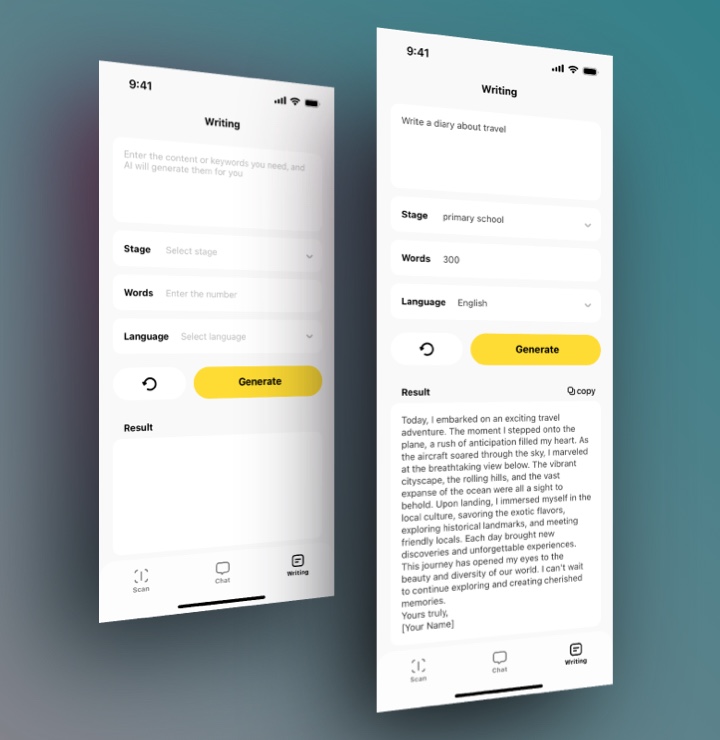 9:41
Writing
Enter the content or keywords you need, and
AI will generate them for you
Stage Select stage
Words Enter the number
Language Select language
Generate
Result
Scan
Chat
Writing
9:41
Writing
Write a diary about travel
Stage primary school
Words 300
Language English
Generate
Result copy
Today, I embarked on an exciting travel
adventure. The moment I stepped onto the
plane, a rush of anticipation filled my heart. As
the aircraft soared through the sky, I marveled
at the breathtaking view below. The vibrant
cityscape, the rolling hills, and the vast
expanse of the ocean were all a sight to
behold. Upon landing, I immersed myself in the
local culture, savoring the exotic flavors,
exploring historical landmarks, and meeting
friendly locals. Each day brought new
discoveries and unforgettable experiences.
This journey has opened my eyes to the
beauty and diversity of our world. I can't wait
to continue exploring and creating cherished
memories.
Yours truly,
[Your Name]
Scan
Chat
Writing